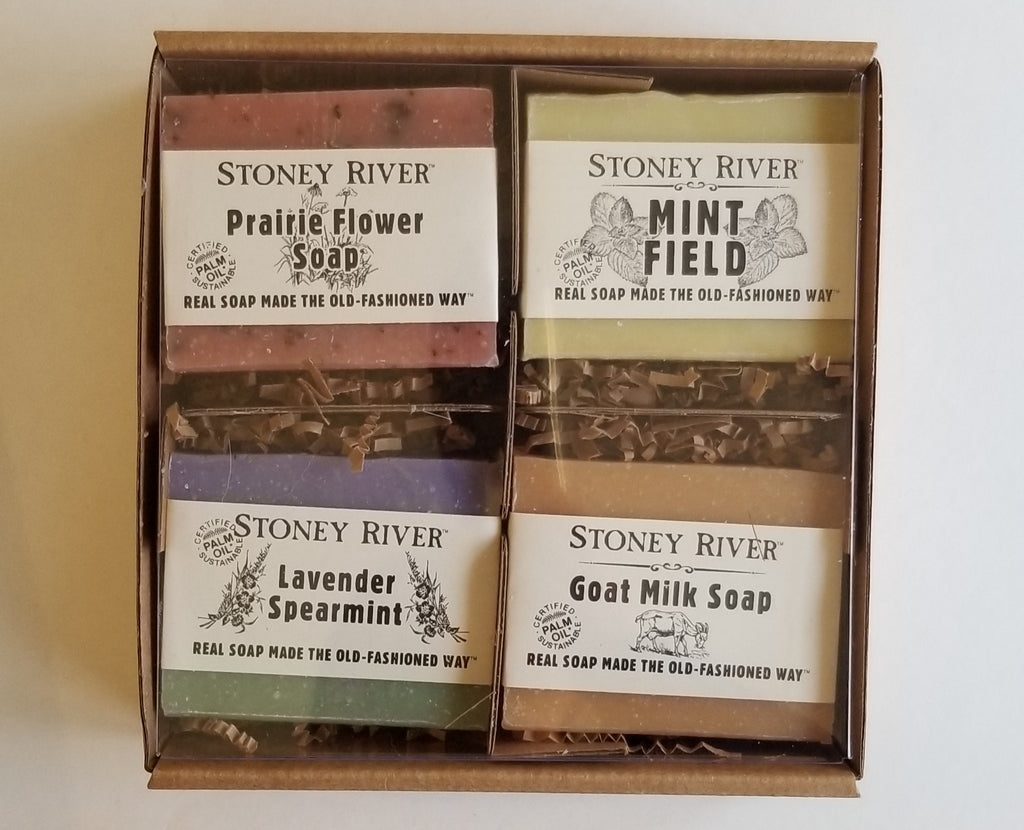 STONEY RIVER™
Prairie Flower
Soap
CERTIFIED
PALM
OIL
SUSTAINABLE
REAL SOAP MADE THE OLD-FASHIONED WAY™
STONEY RIVER™
MINT
FIELD
CERTIFIED
PALM
OIL
SUSTAINABLE
REAL SOAP MADE THE OLD-FASHIONED WAY™
STONEY RIVER™
CERTIFIED
PALM
OIL
SUSTAINABLE
Lavender
Spearmint
REAL SOAP MADE THE OLD-FASHIONED WAY™
STONEY RIVER™
Goat Milk Soap
CERTIFIED
PALM
OIL
SUSTAINABLE
REAL SOAP MADE THE OLD-FASHIONED WAY™